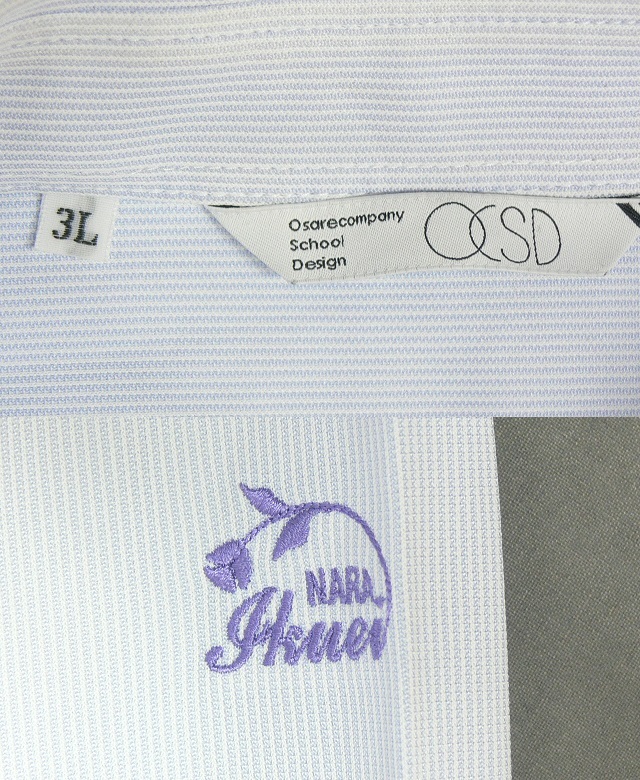 3L
Osarecompany
School
Design
OCSD
NARA
Ikuei